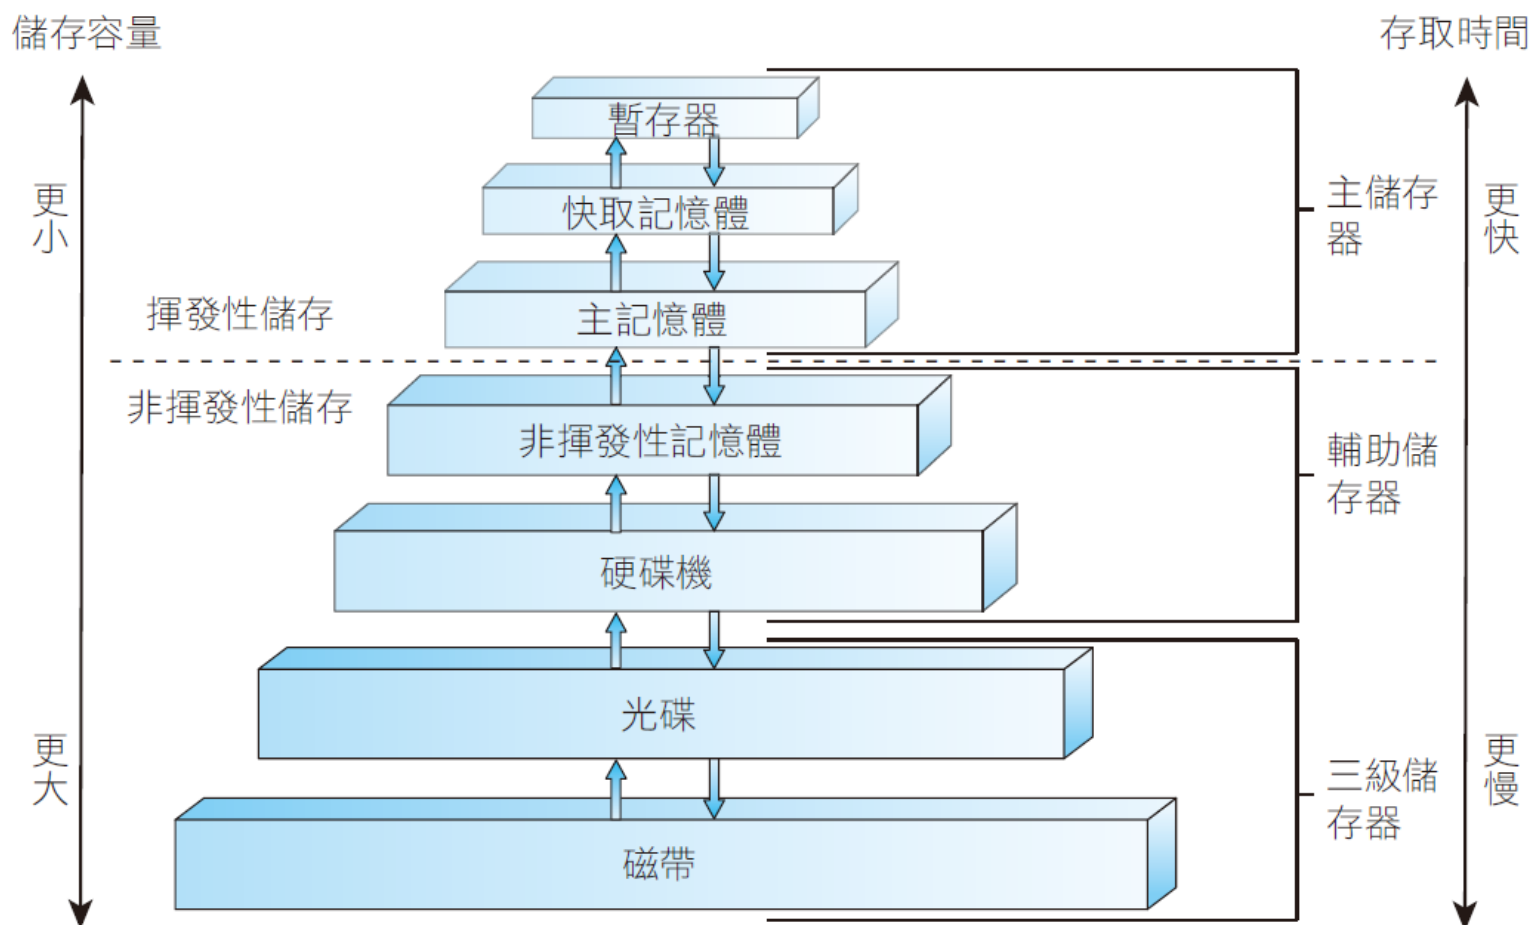 儲存容量
存取時間
暫存器
更小
快取記憶體
主儲存
器
更快
揮發性儲存
主記憶體
非揮發性儲存
非揮發性記憶體
輔助儲
存器
硬碟機
光碟
更大
三級儲
存器
更慢
磁帶